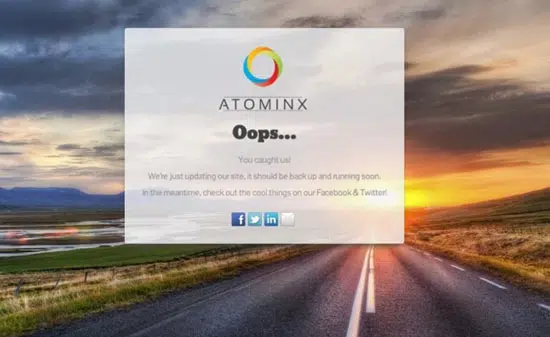 ATOMINX
Oops...
You caught us!
We're just updating our site, it should be back up and running soon.
In the meantime, check out the cool things on our Facebook & Twitter!
f
in